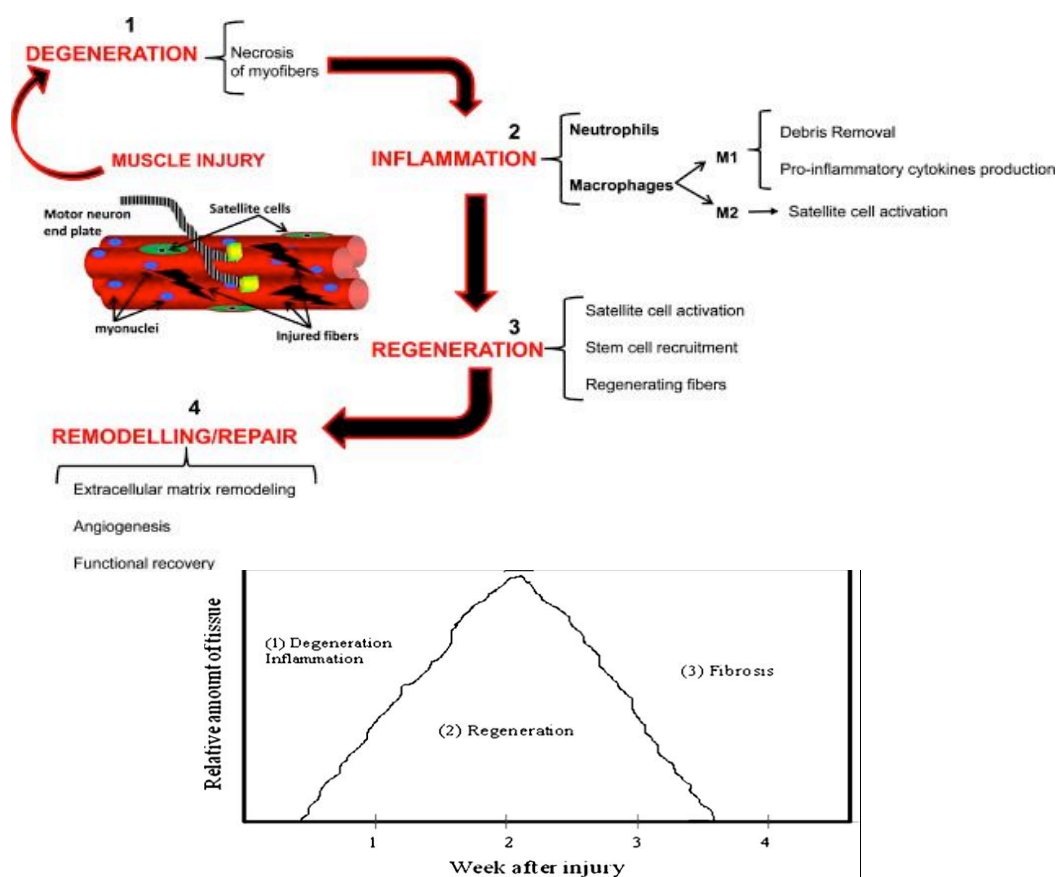 1
DEGENERATION
Necrosis
of myofibers
MUSCLE INJURY
Motor neuron
end plate
Satellite cells
myonuclei
Injured fibers
2
INFLAMMATION
Neutrophils
Macrophages
M1
Debris Removal
Pro-inflammatory cytokines production
M2
Satellite cell activation
3
REGENERATION
Satellite cell activation
Stem cell recruitment
Regenerating fibers
4
REMODELLING/REPAIR
Extracellular matrix remodeling
Angiogenesis
Functional recovery
Relative amount of tissue
(1) Degeneration
Inflammation
(2) Regeneration
(3) Fibrosis
1 2 3 4
Week after injury